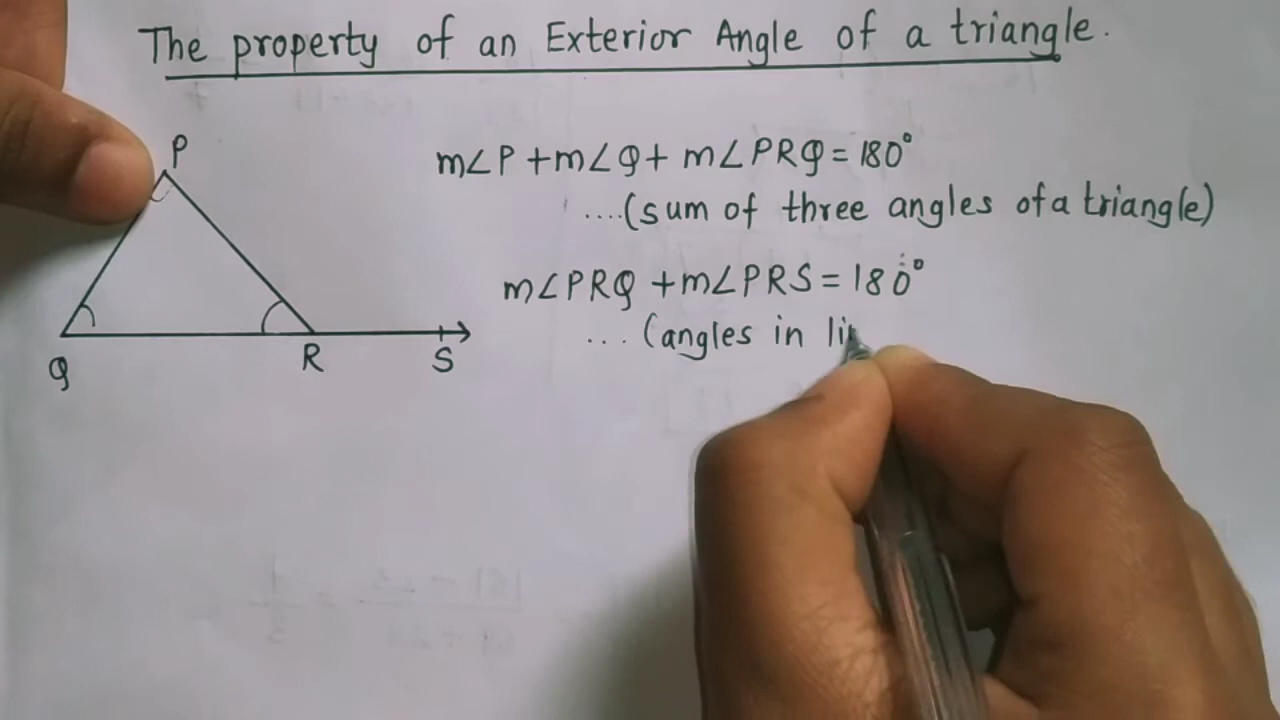 The property of an Exterior Angle of a triangle.
P
m∠P + m∠Q + m∠PRQ = 180°
....(sum of three angles of a triangle)
m∠PRQ + m∠PRS = 180°
... (angles in
Q R S